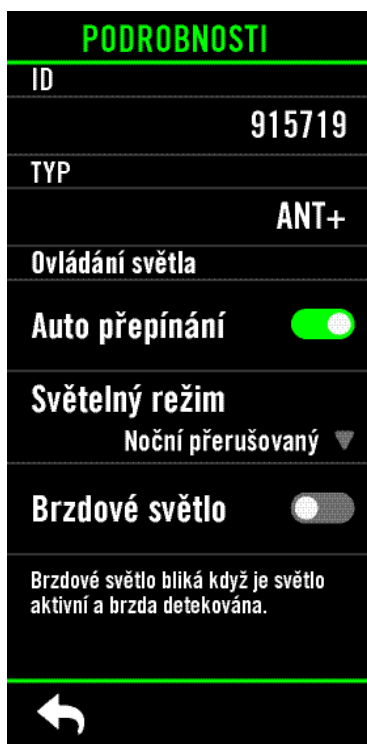 PODROBNOSTI
ID
915719
TYP
ANT+
Ovládání světla
Auto přepínání
Světelný režim
Noční přerušovaný
Brzdové světlo
Brzdové světlo bliká když je světlo
aktivní a brzda detekována.